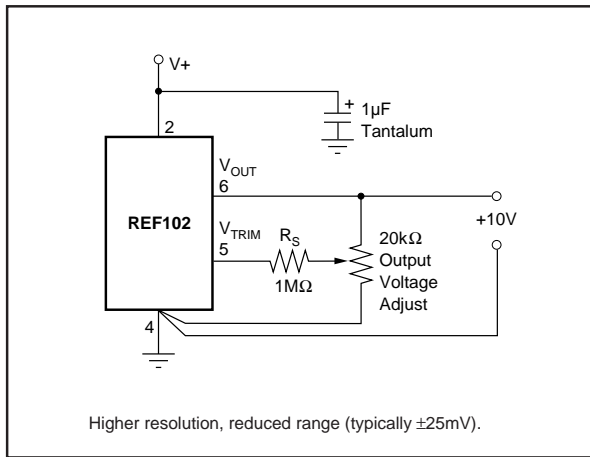 V+
+ 1µF
Tantalum
2
V_OUT
6
REF102
V_TRIM
5
R_S
1MΩ
20kΩ
Output
Voltage
Adjust
+10V
4
Higher resolution, reduced range (typically ±25mV).